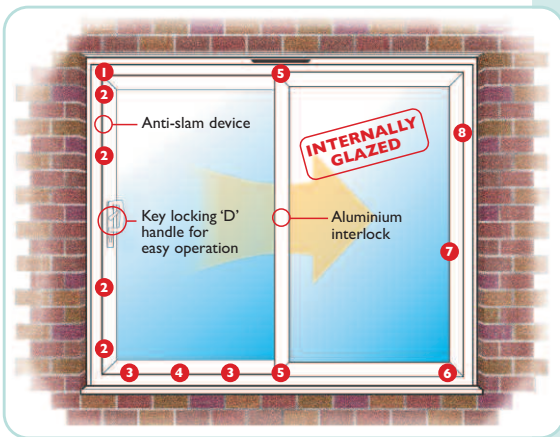 1
5
2
Anti-slam device
INTERNALLY
GLAZED
8
2
Key locking ‘D’
handle for
easy operation
Aluminium
interlock
7
2
2
3
4
3
5
6